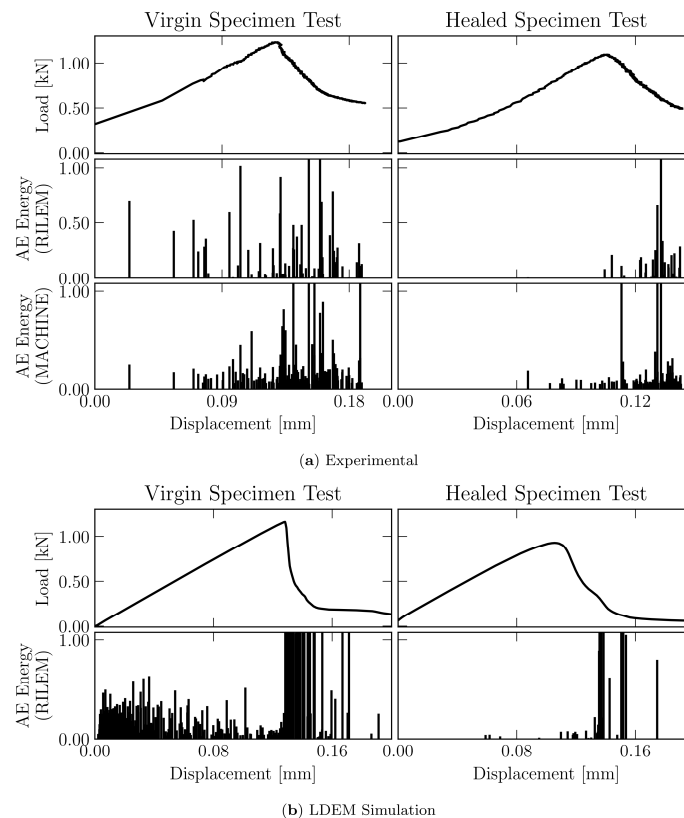 Virgin Specimen Test
Healed Specimen Test
Load [kN]
1.00
0.50
0.00
AE Energy
(RILEM)
1.00
0.50
0.00
AE Energy
(MACHINE)
1.00
0.00
0.00 0.09 0.18
0.00 0.06 0.12
Displacement [mm]
Displacement [mm]
(a) Experimental
Virgin Specimen Test
Healed Specimen Test
Load [kN]
1.00
0.50
0.00
AE Energy
(RILEM)
1.00
0.00
0.00 0.08 0.16
0.00 0.08 0.16
Displacement [mm]
Displacement [mm]
(b) LDEM Simulation